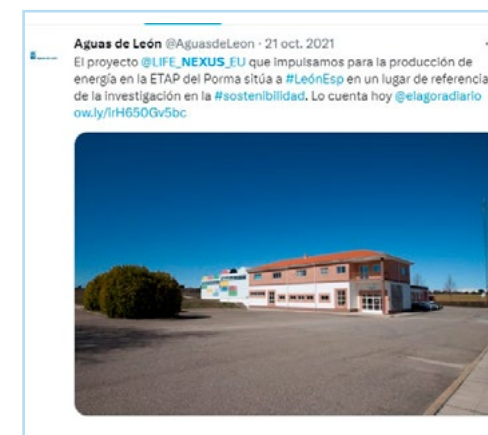 Aguas de León @AguasdeLeon · 21 oct. 2021
El proyecto @LIFE_NEXUS_EU que impulsamos para la producción de
energía en la ETAP del Porma sitúa a #LeónEsp en un lugar de referencia
de la investigación en la #sostenibilidad. Lo cuenta hoy @elagoradiario
ow.ly/irH650Gv5bc